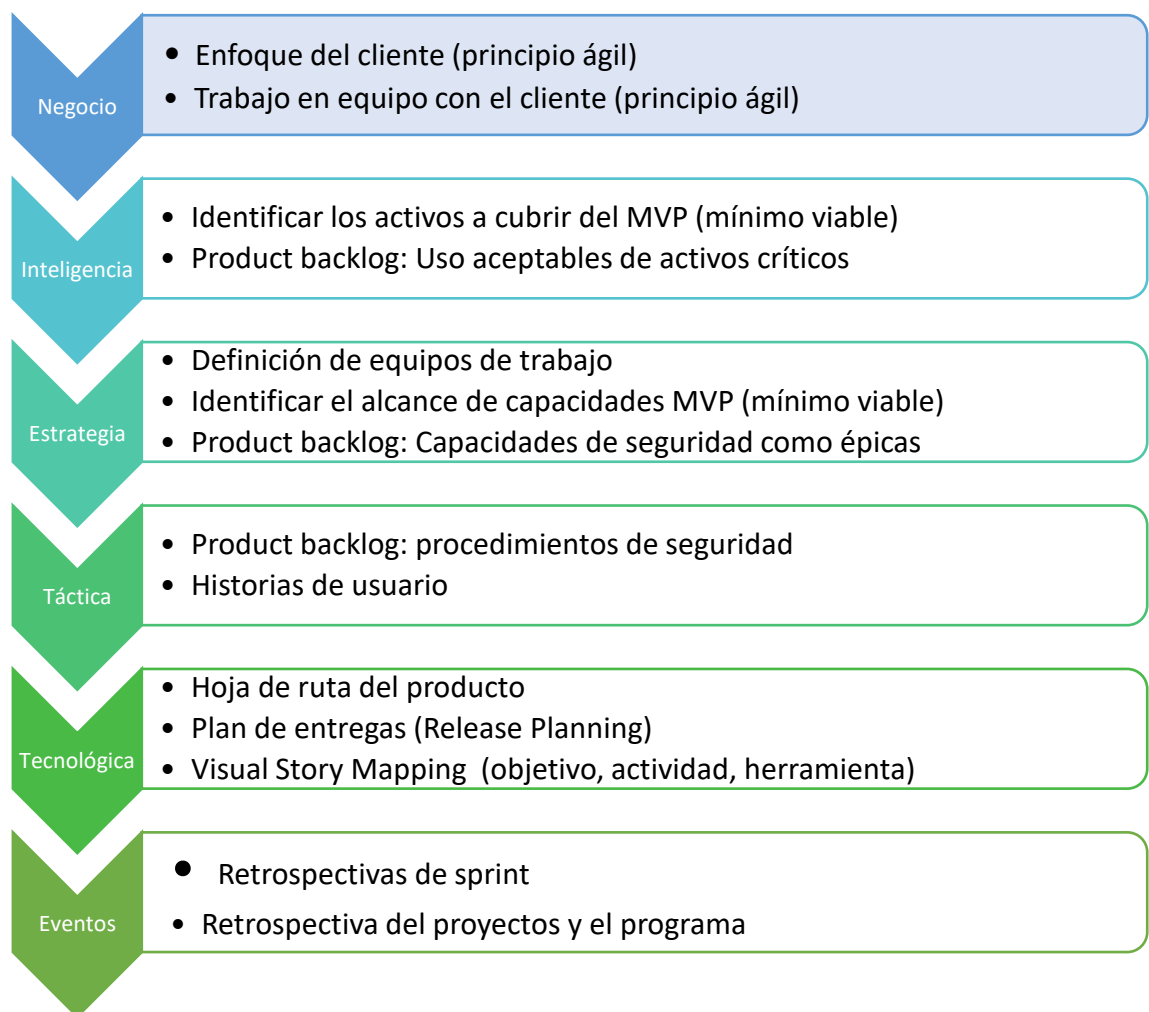 Negocio
• Enfoque del cliente (principio ágil)
• Trabajo en equipo con el cliente (principio ágil)
Inteligencia
• Identificar los activos a cubrir del MVP (mínimo viable)
• Product backlog: Uso aceptables de activos críticos
Estrategia
• Definición de equipos de trabajo
• Identificar el alcance de capacidades MVP (mínimo viable)
• Product backlog: Capacidades de seguridad como épicas
Táctica
• Product backlog: procedimientos de seguridad
• Historias de usuario
Tecnológica
• Hoja de ruta del producto
• Plan de entregas (Release Planning)
• Visual Story Mapping (objetivo, actividad, herramienta)
Eventos
• Retrospectivas de sprint
• Retrospectiva del proyectos y el programa